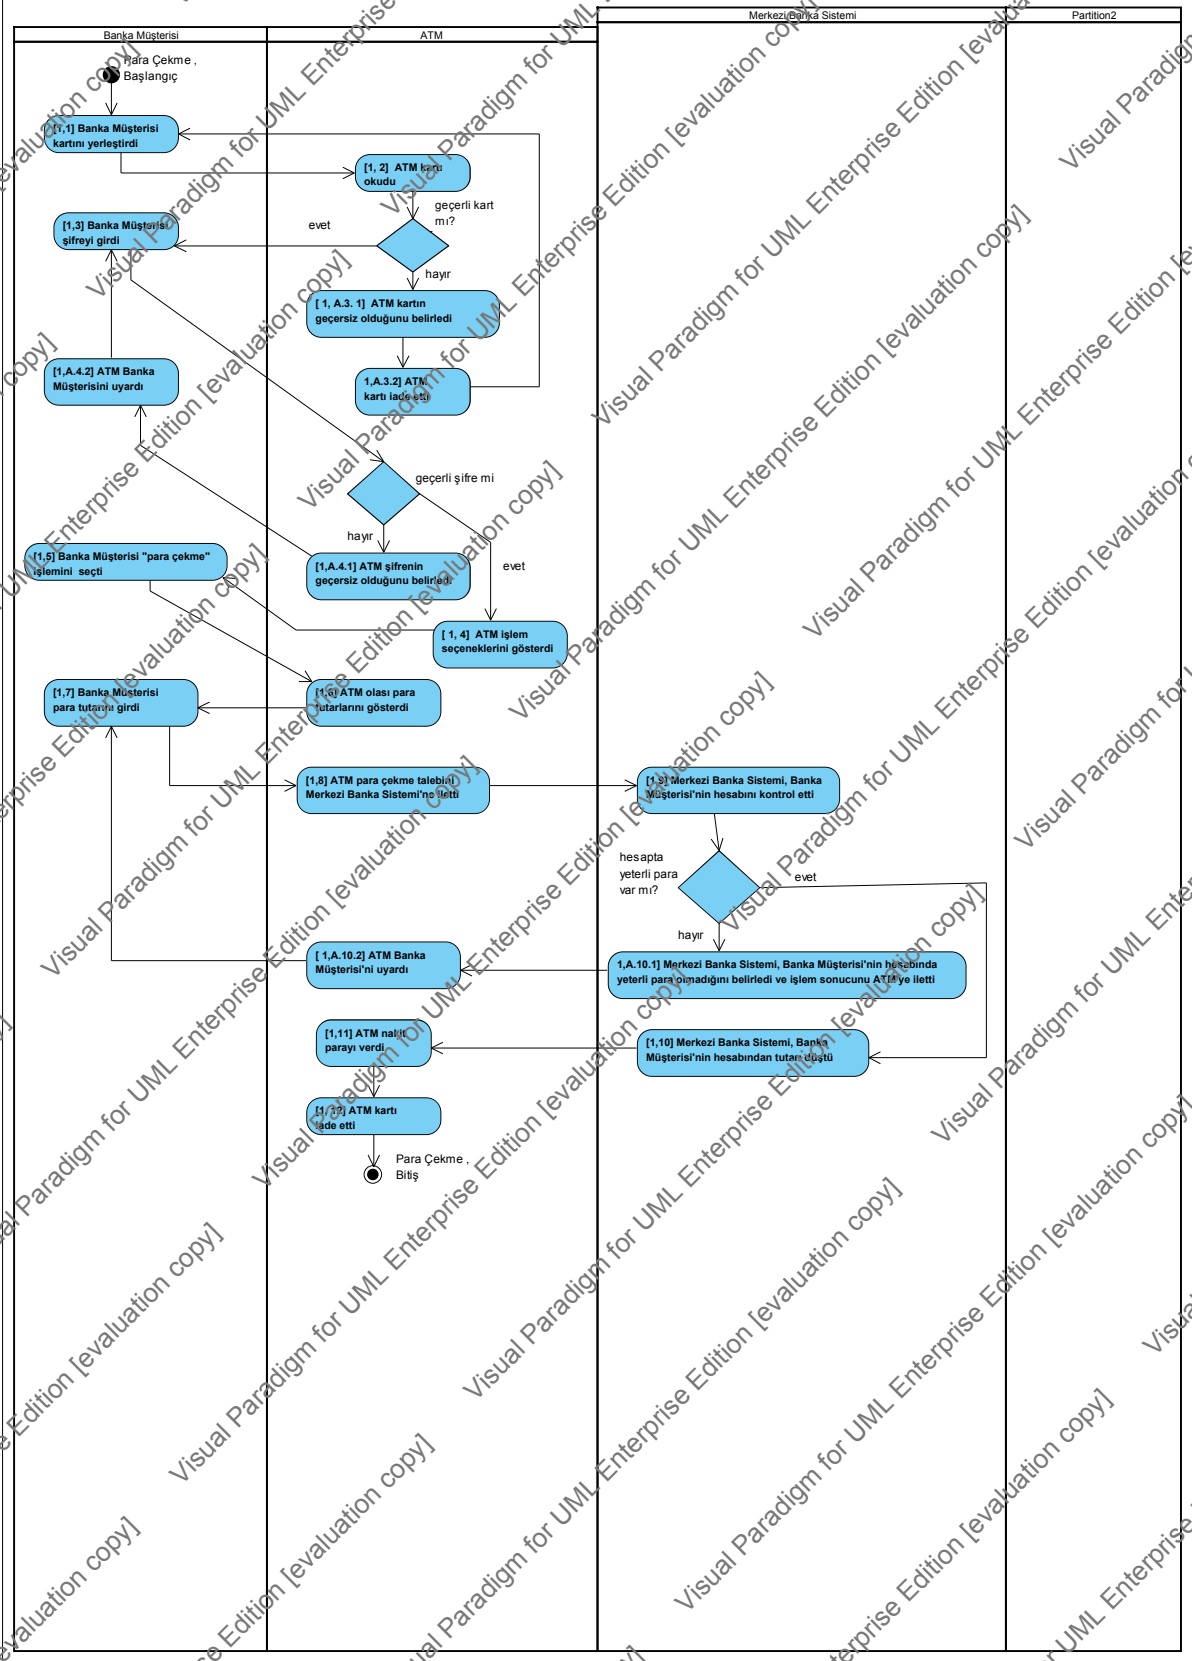 Merkezi Banka Sistemi
Partition2
Banka Müşterisi
ATM
Para Çekme ,
Başlangıç
[1,1] Banka Müşterisi
kartını yerleştirdi
[1, 2] ATM kartı
okudu
geçerli kart
mı?
[1,3] Banka Müşterisi
şifreyi girdi
evet
hayır
[ 1, A.3. 1] ATM kartın
geçersiz olduğunu belirledi
[1,A.4.2] ATM Banka
Müşterisini uyardı
1,A.3.2] ATM
kartı iade etti
geçerli şifre mi
hayır
[1,5] Banka Müşterisi "para çekme"
işlemini seçti
[1,A.4.1] ATM şifrenin
geçersiz olduğunu belirledi
evet
[ 1, 4] ATM işlem
seçeneklerini gösterdi
[1,7] Banka Müşterisi
para tutarını girdi
[1,6] ATM olası para
tutarlarını gösterdi
[1,8] ATM para çekme talebini
Merkezi Banka Sistemi'ne iletti
[1,9] Merkezi Banka Sistemi, Banka
Müşterisi'nin hesabını kontrol etti
hesapta
yeterli para
var mı?
evet
hayır
[ 1,A.10.2] ATM Banka
Müşterisi'ni uyardı
1,A.10.1] Merkezi Banka Sistemi, Banka Müşterisi'nin hesabında
yeterli para olmadığını belirledi ve işlem sonucunu ATM'ye iletti
[1,11] ATM nakit
parayı verdi
[1,10] Merkezi Banka Sistemi, Banka
Müşterisi'nin hesabından tutarı düştü
[1, 12] ATM kartı
iade etti
Para Çekme ,
Bitiş
Visual Paradigm for UML Enterprise Edition [evaluation copy]